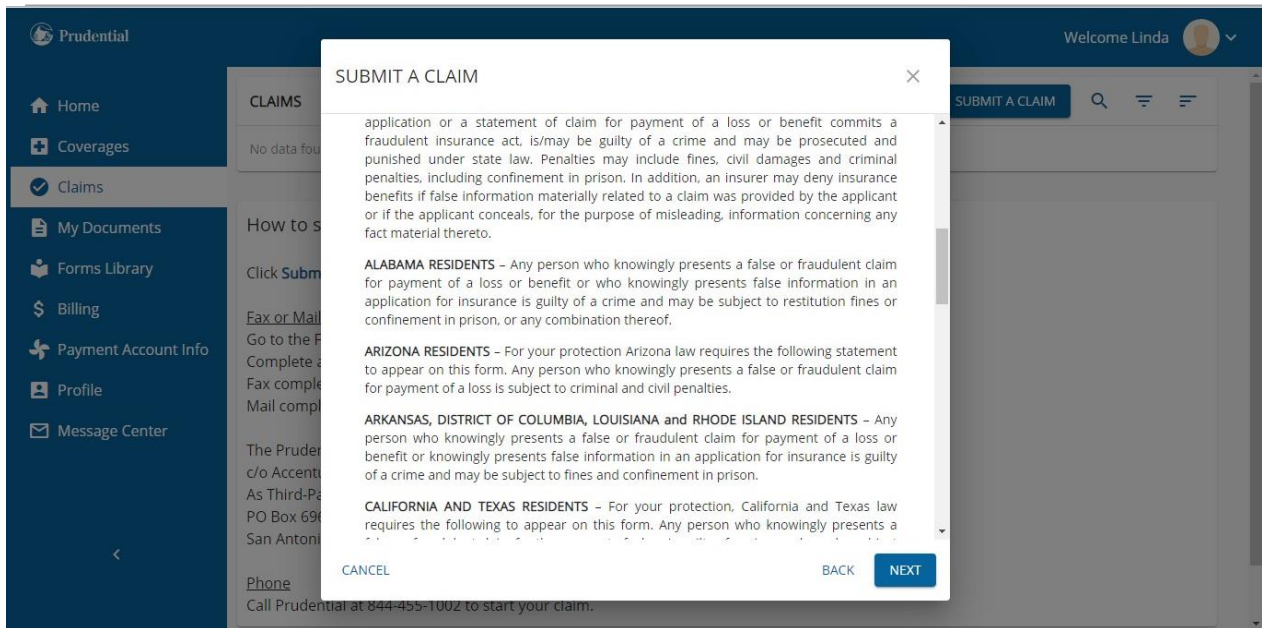 Prudential
Welcome Linda
Home
Coverages
Claims
My Documents
Forms Library
Billing
Payment Account Info
Profile
Message Center
CLAIMS
SUBMIT A CLAIM
No data fou
How to s
Click Subm
Fax or Mail
Go to the F
Complete a
Fax comple
Mail compl
The Pruden
c/o Accentu
As Third-Pa
PO Box 696
San Antoni
Phone
Call Prudential at 844-455-1002 to start your claim.
SUBMIT A CLAIM
application or a statement of claim for payment of a loss or benefit commits a
fraudulent insurance act, is/may be guilty of a crime and may be prosecuted and
punished under state law. Penalties may include fines, civil damages and criminal
penalties, including confinement in prison. In addition, an insurer may deny insurance
benefits if false information materially related to a claim was provided by the applicant
or if the applicant conceals, for the purpose of misleading, information concerning any
fact material thereto.
ALABAMA RESIDENTS – Any person who knowingly presents a false or fraudulent claim
for payment of a loss or benefit or who knowingly presents false information in an
application for insurance is guilty of a crime and may be subject to restitution fines or
confinement in prison, or any combination thereof.
ARIZONA RESIDENTS – For your protection Arizona law requires the following statement
to appear on this form. Any person who knowingly presents a false or fraudulent claim
for payment of a loss is subject to criminal and civil penalties.
ARKANSAS, DISTRICT OF COLUMBIA, LOUISIANA and RHODE ISLAND RESIDENTS – Any
person who knowingly presents a false or fraudulent claim for payment of a loss or
benefit or knowingly presents false information in an application for insurance is guilty
of a crime and may be subject to fines and confinement in prison.
CALIFORNIA AND TEXAS RESIDENTS – For your protection, California and Texas law
requires the following to appear on this form. Any person who knowingly presents a
CANCEL
BACK
NEXT